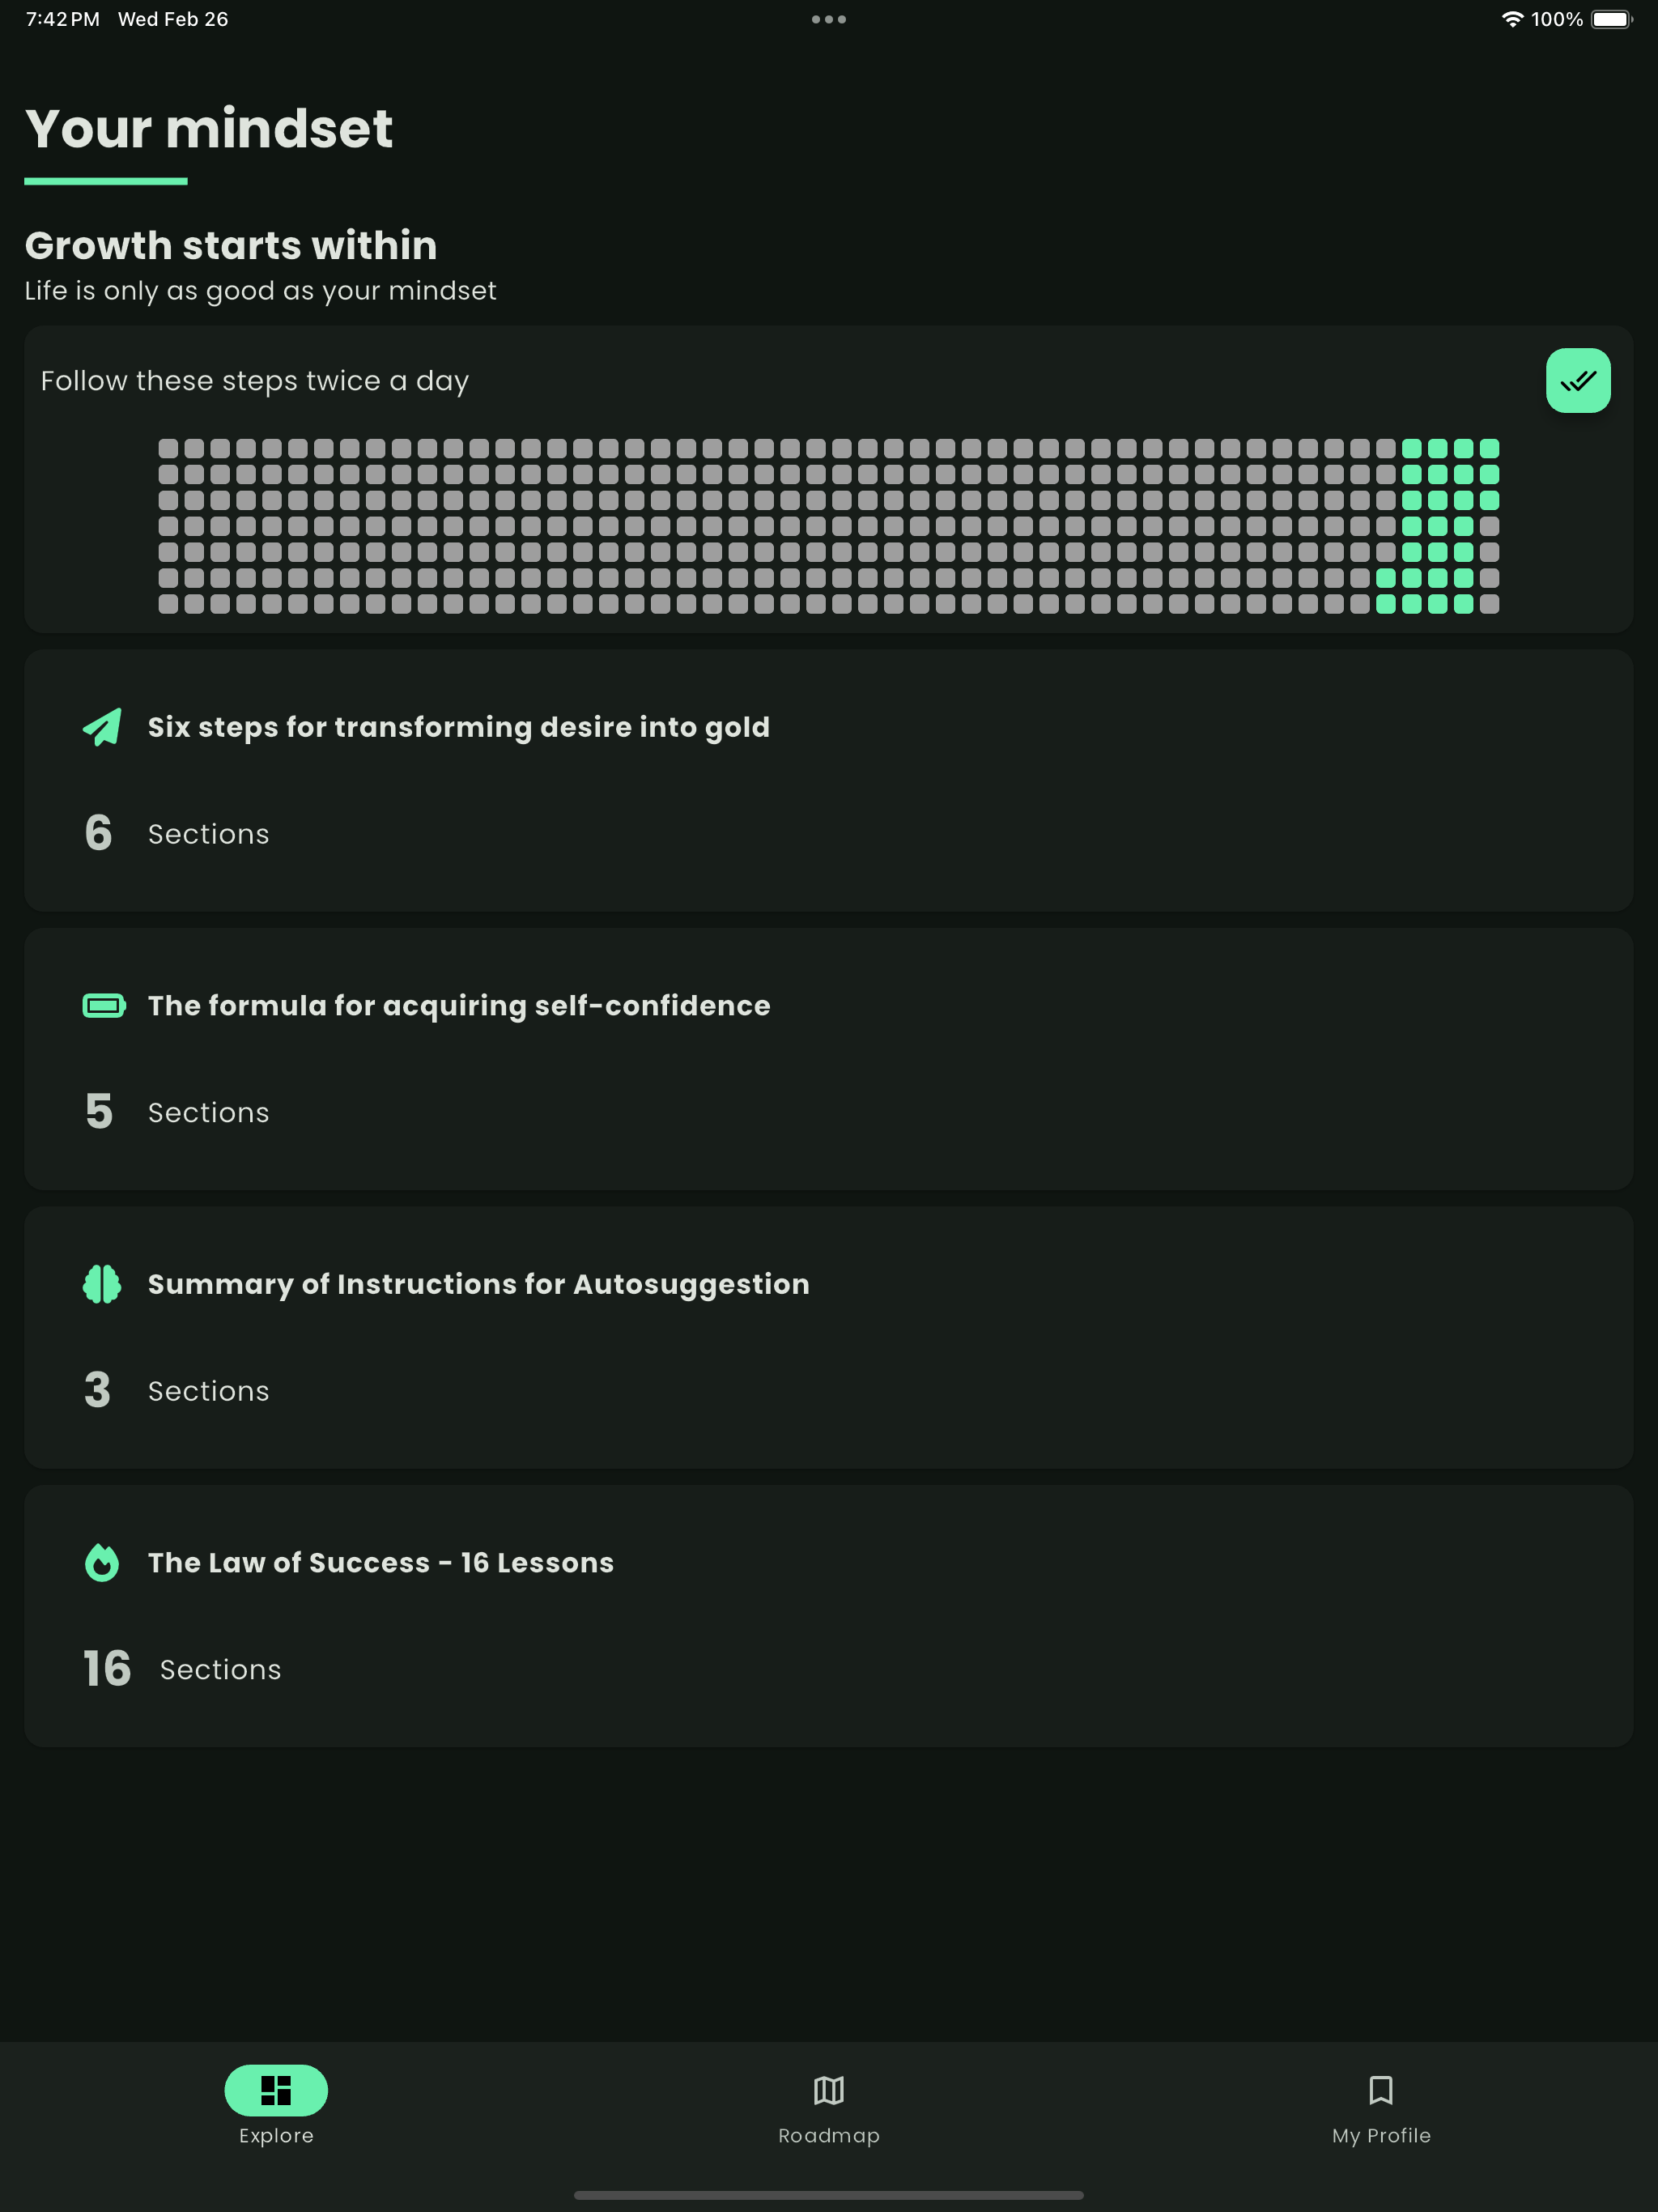 7:42 PM Wed Feb 26
100%
Your mindset
Growth starts within
Life is only as good as your mindset
Follow these steps twice a day
Six steps for transforming desire into gold
6 Sections
The formula for acquiring self-confidence
5 Sections
Summary of Instructions for Autosuggestion
3 Sections
The Law of Success - 16 Lessons
16 Sections
Explore
Roadmap
My Profile